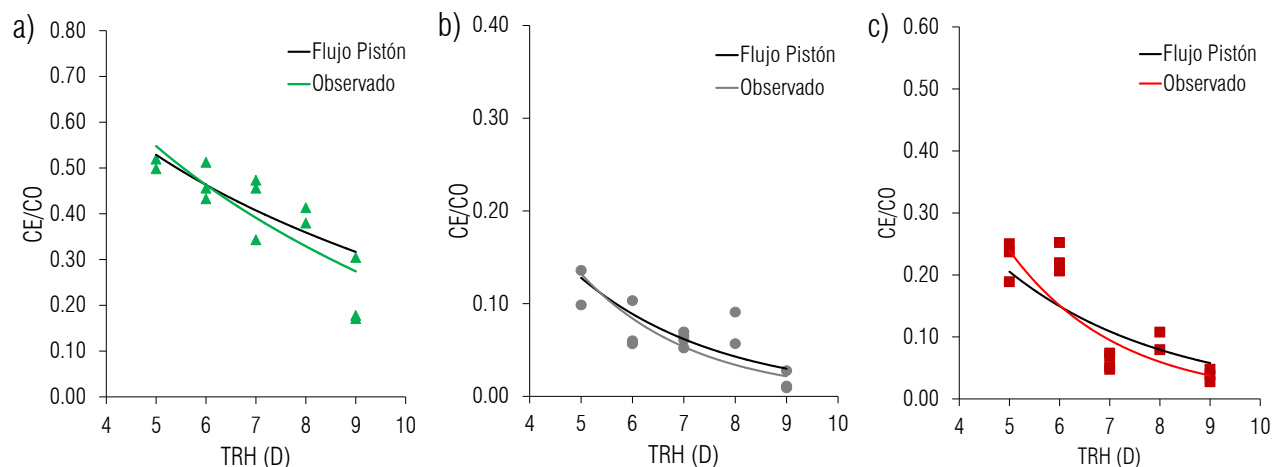 a)
CE/CO
0.80
0.70
0.60
0.50
0.40
0.30
0.20
0.10
0.00
4 5 6 7 8 9 10
TRH (D)
Flujo Pistón
Observado
b)
CE/CO
0.40
0.30
0.20
0.10
0.00
4 5 6 7 8 9 10
TRH (D)
Flujo Pistón
Observado
c)
CE/CO
0.60
0.50
0.40
0.30
0.20
0.10
0.00
4 5 6 7 8 9 10
TRH (D)
Flujo Pistón
Observado